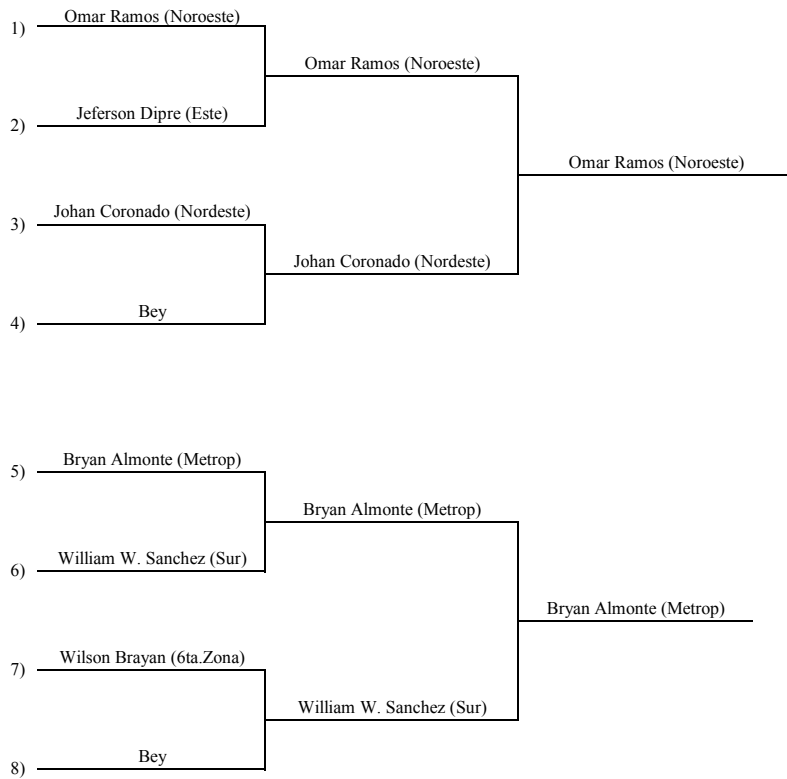 Omar Ramos (Noroeste)
1)
Omar Ramos (Noroeste)
Jeferson Dipre (Este)
2)
Omar Ramos (Noroeste)
Johan Coronado (Nordeste)
3)
Johan Coronado (Nordeste)
Bey
4)
Bryan Almonte (Metrop)
5)
Bryan Almonte (Metrop)
William W. Sanchez (Sur)
6)
Bryan Almonte (Metrop)
Wilson Brayan (6ta.Zona)
7)
William W. Sanchez (Sur)
Bey
8)